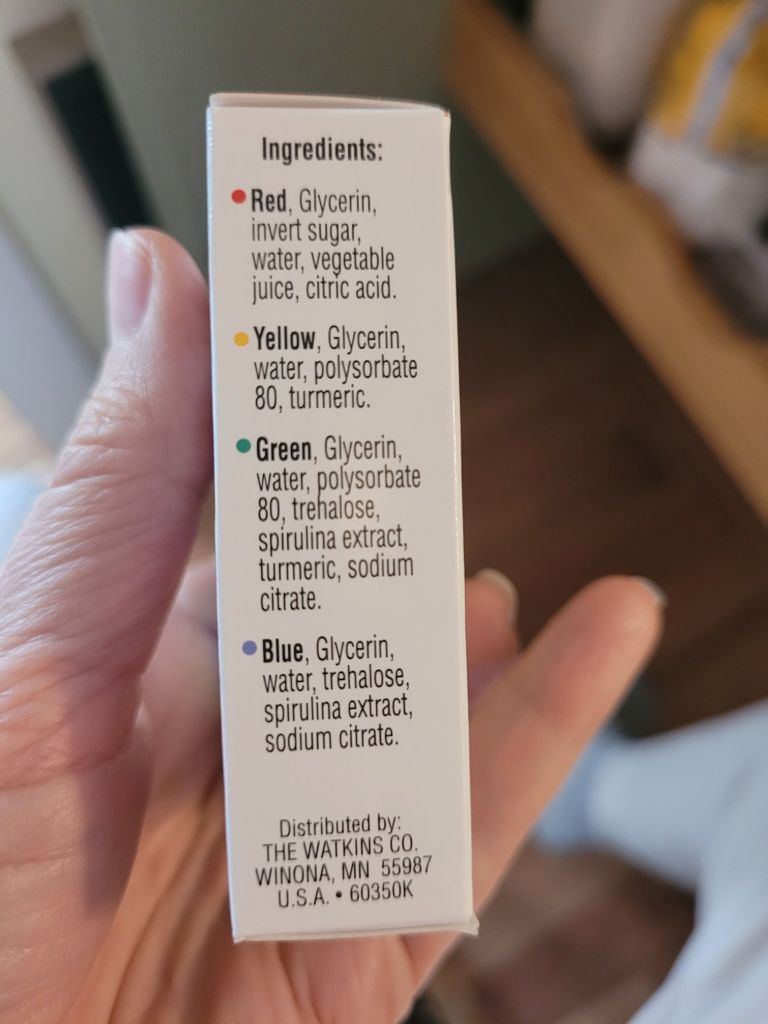 Ingredients:
Red, Glycerin,
invert sugar,
water, vegetable
juice, citric acid.
Yellow, Glycerin,
water, polysorbate
80, turmeric.
Green, Glycerin,
water, polysorbate
80, trehalose,
spirulina extract,
turmeric, sodium
citrate.
Blue, Glycerin,
water, trehalose,
spirulina extract,
sodium citrate.
Distributed by:
THE WATKINS CO.
WINONA, MN 55987
U.S.A. • 60350K